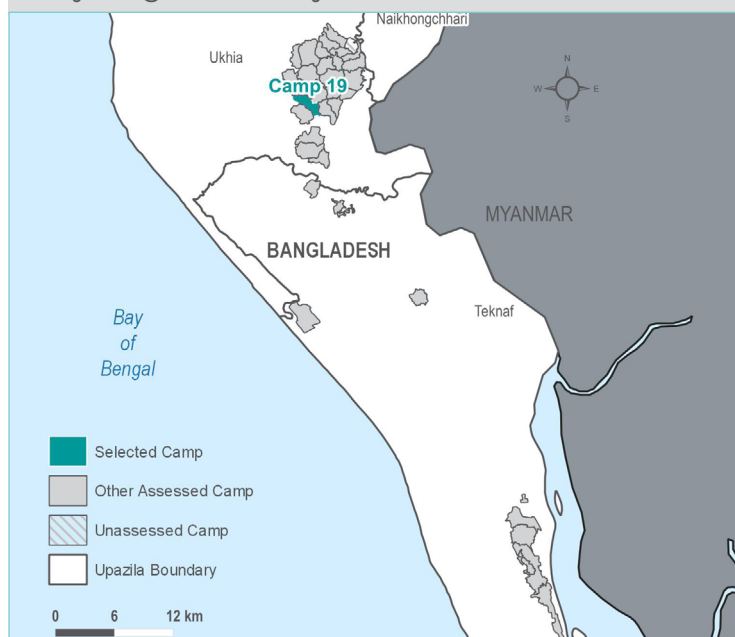 Naikhongchhari
Ukhia
Camp 19
N
W
E
S
MYANMAR
BANGLADESH
Teknaf
Bay
of
Bengal
Selected Camp
Other Assessed Camp
Unassessed Camp
Upazila Boundary
0 6 12 km